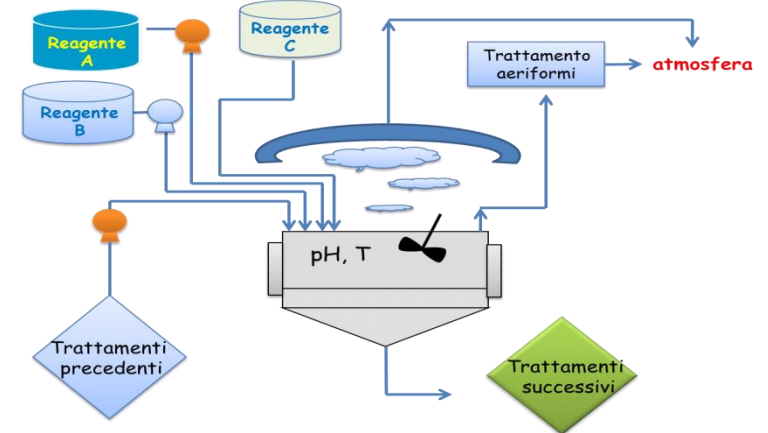 Reagente
A
Reagente
B
Reagente
C
Trattamento
aeriformi
atmosfera
pH, T
Trattamenti
precedenti
Trattamenti
successivi